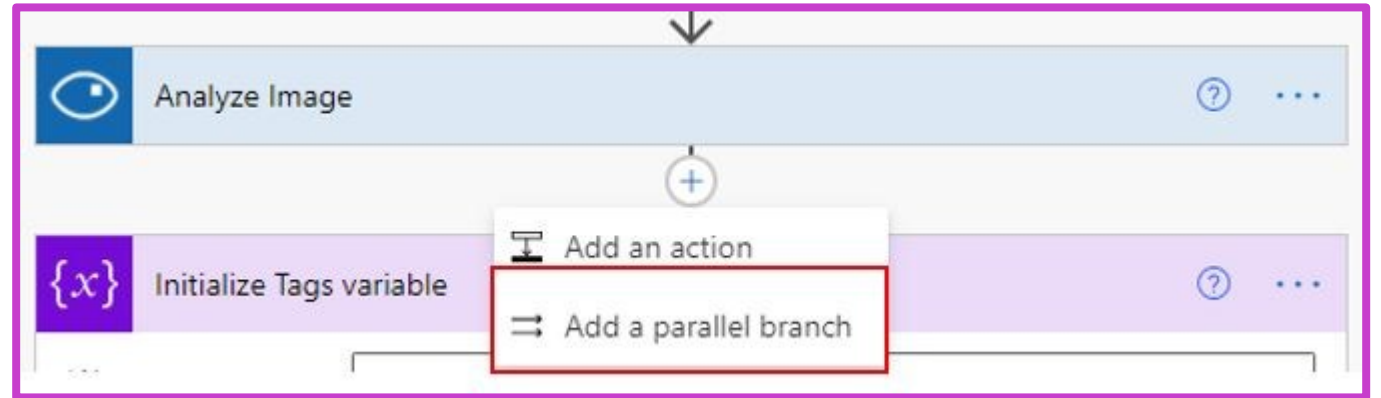 Analyze Image
Add an action
{x} Initialize Tags variable
Add a parallel branch